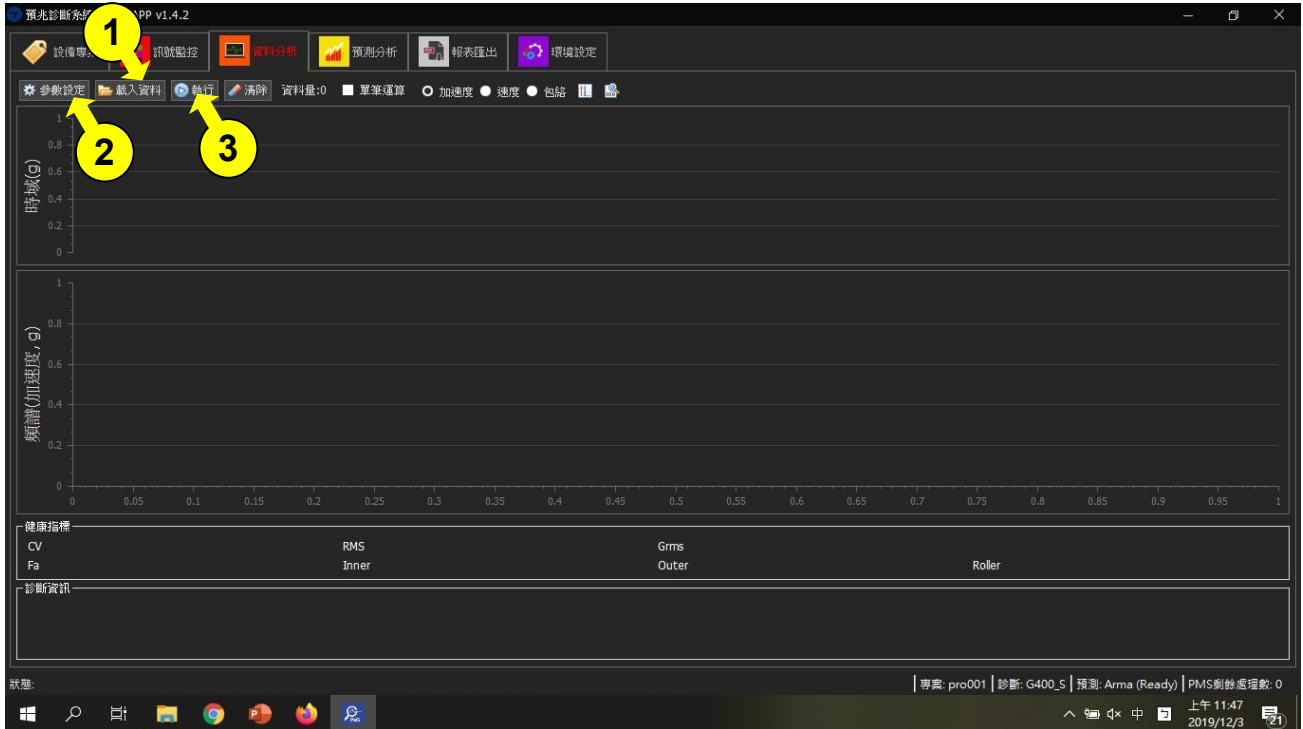 預兆診斷系統 APP v1.4.2
1
設備專 訊號監控 資料分析 預測分析 報表匯出 環境設定
參數設定 載入資料 執行 清除 資料量:0 單筆運算 加速度 速度 包絡
2
3
時域(g)
1
0.8
0.6
0.4
0.2
0
頻譜(加速度, g)
1
0.8
0.6
0.4
0.2
0
0 0.05 0.1 0.15 0.2 0.25 0.3 0.35 0.4 0.45 0.5 0.55 0.6 0.65 0.7 0.75 0.8 0.85 0.9 0.95 1
健康指標
CV RMS Grms
Fa Inner Outer Roller
診斷資訊
狀態: 專案: pro001 診斷: G400_S 預測: Arma (Ready) PMS剩餘處理數: 0
中 上午 11:47
2019/12/3 21